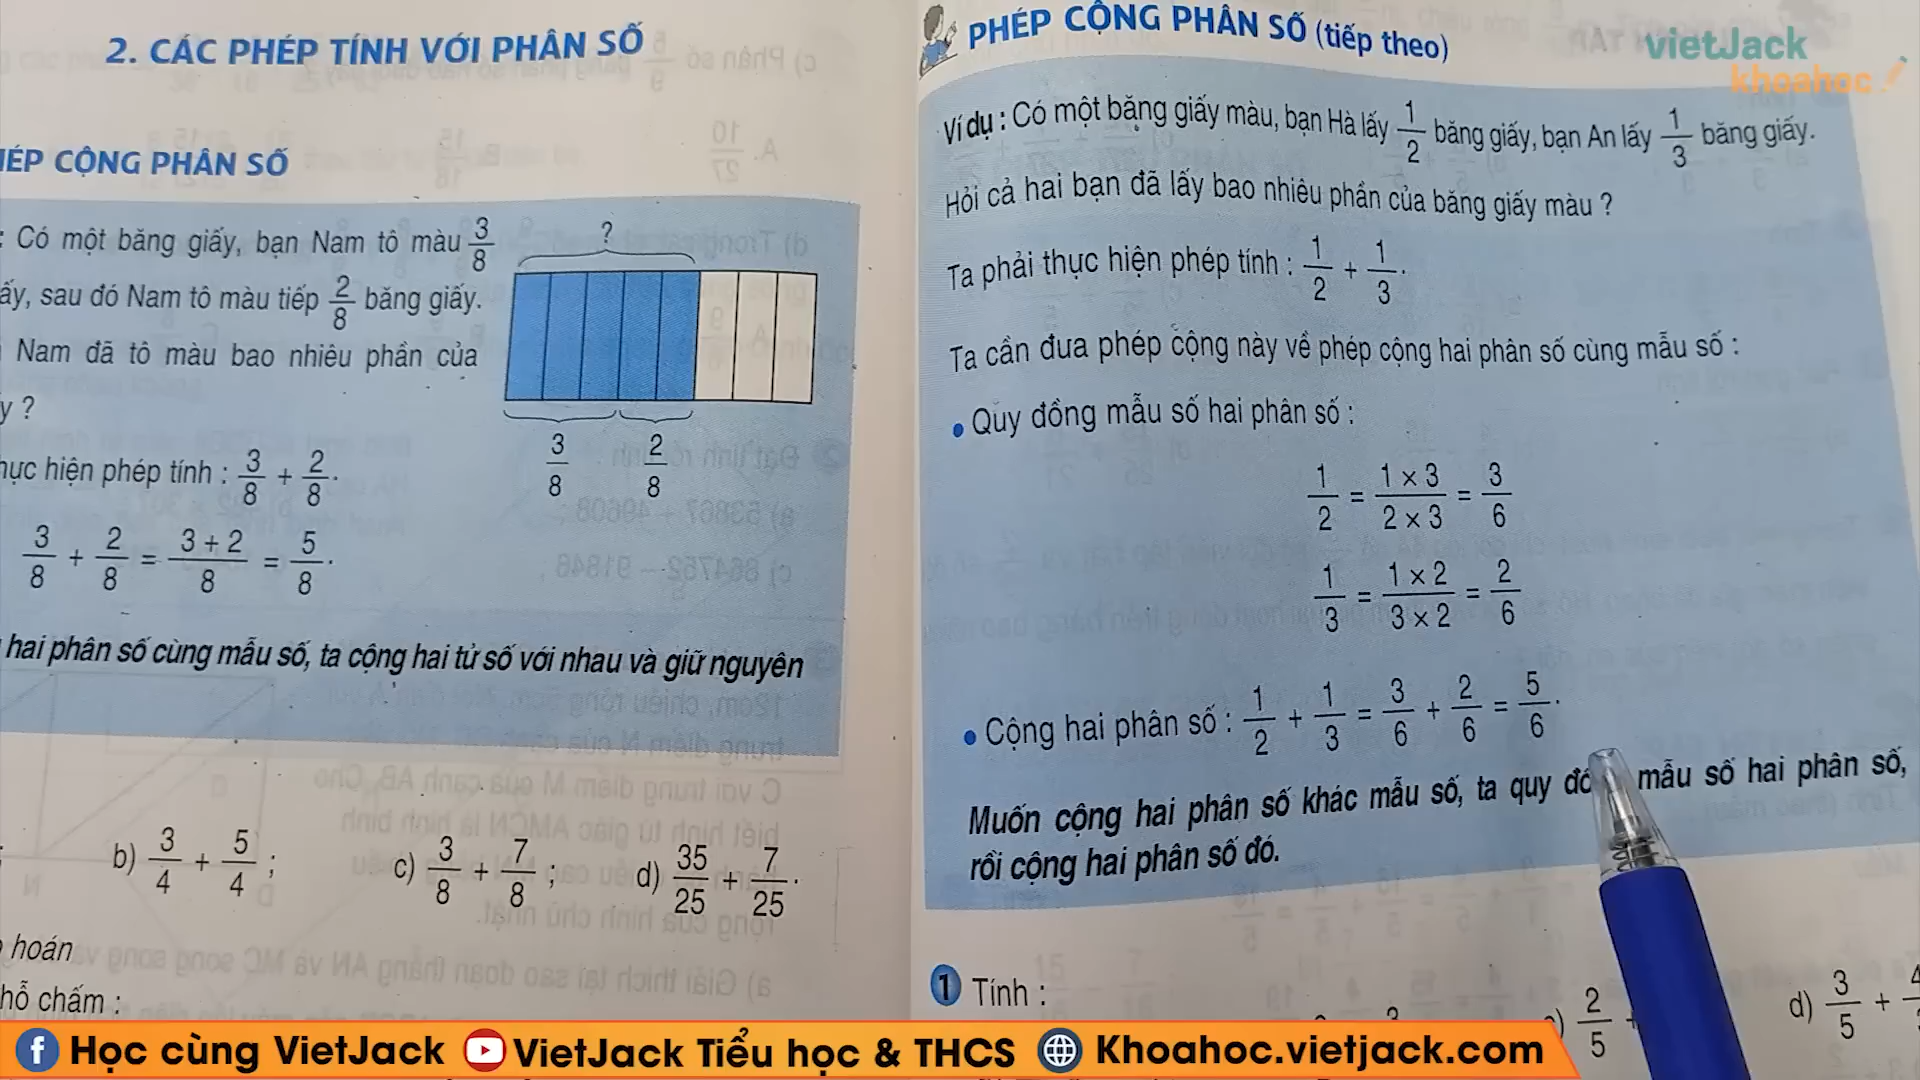 2. CÁC PHÉP TÍNH VỚI PHÂN SỐ
ÉP CỘNG PHÂN SỐ
: Có một băng giấy, bạn Nam tô màu 3/8
ấy, sau đó Nam tô màu tiếp 2/8 băng giấy.
Nam đã tô màu bao nhiêu phần của
y ?
?
3/8 2/8
hực hiện phép tính : 3/8 + 2/8.
3/8 + 2/8 = 3 + 2/8 = 5/8.
hai phân số cùng mẫu số, ta cộng hai tử số với nhau và giữ nguyên
b) 3/4 + 5/4 ; c) 3/8 + 7/8 ; d) 35/25 + 7/25.
hoán
hỗ chấm :
PHÉP CỘNG PHÂN SỐ (tiếp theo)
Ví dụ : Có một băng giấy màu, bạn Hà lấy 1/2 băng giấy, bạn An lấy 1/3 băng giấy.
Hỏi cả hai bạn đã lấy bao nhiêu phần của băng giấy màu ?
Ta phải thực hiện phép tính : 1/2 + 1/3.
Ta cần đưa phép cộng này về phép cộng hai phân số cùng mẫu số :
• Quy đồng mẫu số hai phân số :
1/2 = 1 × 3/2 × 3 = 3/6
1/3 = 1 × 2/3 × 2 = 2/6
• Cộng hai phân số : 1/2 + 1/3 = 3/6 + 2/6 = 5/6.
Muốn cộng hai phân số khác mẫu số, ta quy mẫu số hai phân số,
rồi cộng hai phân số đó.
1 Tính :
2/5 d) 3/5 +
vietJack
khoahoc
Học cùng VietJack VietJack Tiểu học & THCS Khoahoc.vietjack.com